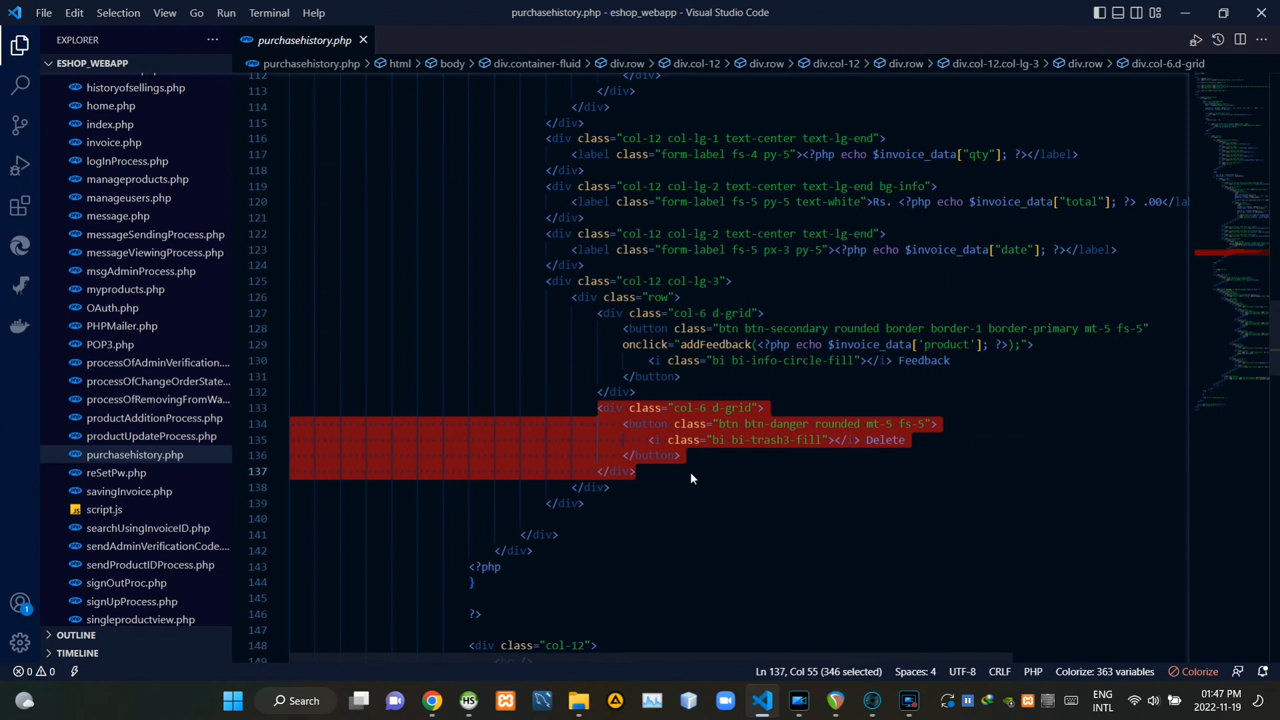 File Edit Selection View Go Run Terminal Help
purchasehistory.php - eshop_webapp - Visual Studio Code
EXPLORER
purchasehistory.php
ESHOP_WEBAPP
purchasehistory.php > html > body > div.container-fluid > div.row > div.col-12 > div.row > div.col-12 > div.row > div.col-12.col-lg-3 > div.row > div.col-6.d-grid
historyofsellings.php
home.php
index.php
invoice.php
logInProcess.php
manageproducts.php
manageusers.php
message.php
messageSendingProcess.php
messageViewingProcess.php
msgAdminProcess.php
myproducts.php
OAuth.php
PHPMailer.php
POP3.php
processOfAdminVerification....
processOfChangeOrderState...
processOfRemovingFromWa...
productAdditionProcess.php
productUpdateProcess.php
purchasehistory.php
reSetPw.php
savingInvoice.php
script.js
searchUsingInvoiceID.php
sendAdminVerificationCode....
sendProductIDProcess.php
signOutProc.php
signUpProcess.php
singleproductview.php
OUTLINE
TIMELINE
112 </div>
113 </div>
114 </div>
115 </div>
116 <div class="col-12 col-lg-1 text-center text-lg-end">
117 <label class="form-label fs-4 py-5"><?php echo $invoice_data["qty"]; ?></label>
118 </div>
119 <div class="col-12 col-lg-2 text-center text-lg-end bg-info">
120 <label class="form-label fs-5 py-5 text-white">Rs. <?php echo $invoice_data["total"]; ?> .00</la
121 </div>
122 <div class="col-12 col-lg-2 text-center text-lg-end">
123 <label class="form-label fs-5 px-3 py-5"><?php echo $invoice_data["date"]; ?></label>
124 </div>
125 <div class="col-12 col-lg-3">
126 <div class="row">
127 <div class="col-6 d-grid">
128 <button class="btn btn-secondary rounded border border-1 border-primary mt-5 fs-5"
129 onclick="addFeedback(<?php echo $invoice_data['product']; ?>);">
130 <i class="bi bi-info-circle-fill"></i> Feedback
131 </button>
132 </div>
133 <div class="col-6 d-grid">
134 <button class="btn btn-danger rounded mt-5 fs-5">
135 <i class="bi bi-trash3-fill"></i> Delete
136 </button>
137 </div>
138 </div>
139 </div>
140
141 </div>
142 </div>
143 <?php
144 }
145
146 ?>
147
148 <div class="col-12">
149
Ln 137, Col 55 (346 selected) Spaces: 4 UTF-8 CRLF PHP Colorize: 363 variables Colorize
0 0
1
Search
HS
ENG
INTL
01:47 PM
2022-11-19